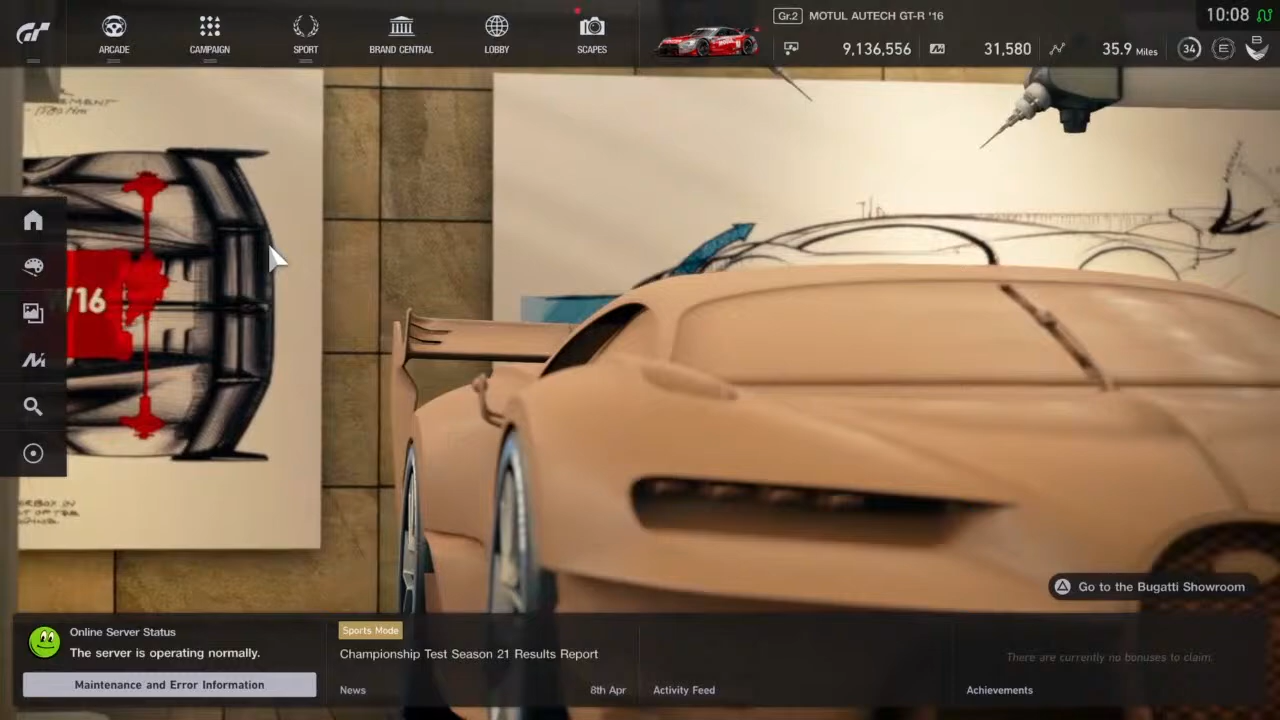 ARCADE
CAMPAIGN
SPORT
BRAND CENTRAL
LOBBY
SCAPES
Gr.2 MOTUL AUTECH GT-R '16
9,136,556
31,580
35.9 Miles
34
E
B
10:08
V16
Go to the Bugatti Showroom
Online Server Status
The server is operating normally.
Maintenance and Error Information
Sports Mode
Championship Test Season 21 Results Report
News
8th Apr
Activity Feed
There are currently no bonuses to claim.
Achievements